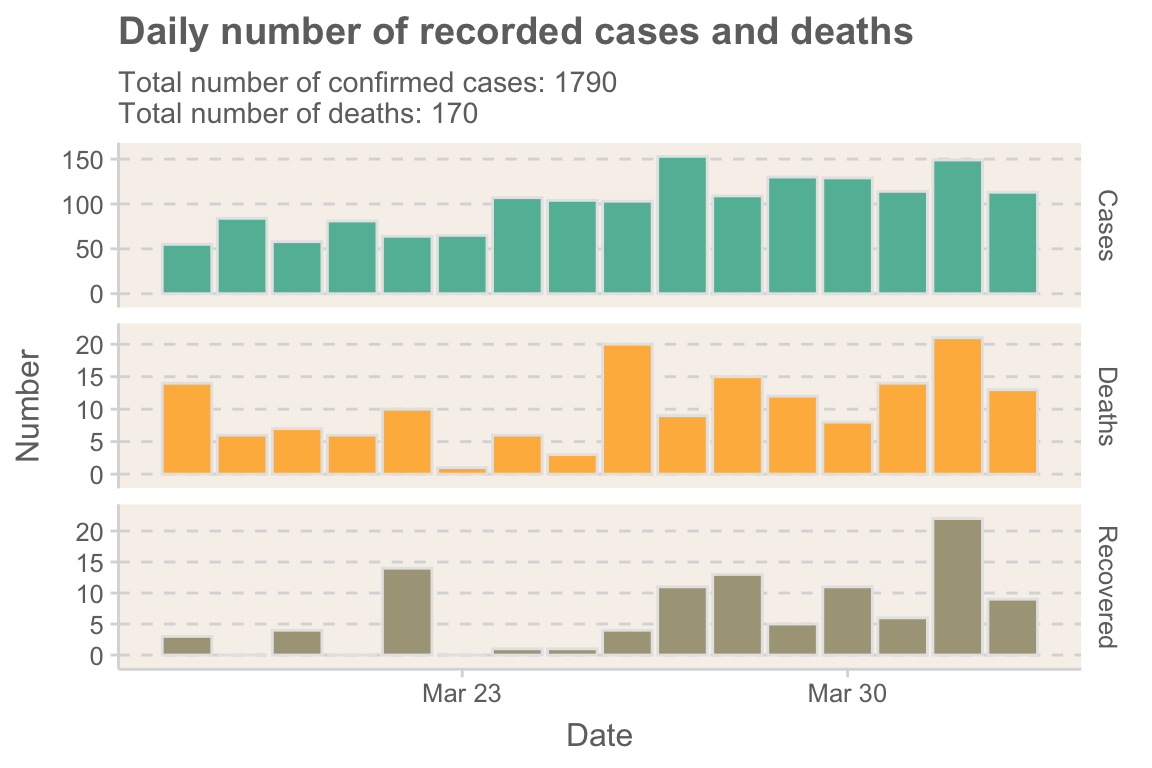 Daily number of recorded cases and deaths
Total number of confirmed cases: 1790
Total number of deaths: 170
150
100
50
0
Cases
20
15
10
5
0
Deaths
20
15
10
5
0
Recovered
Number
Mar 23
Mar 30
Date